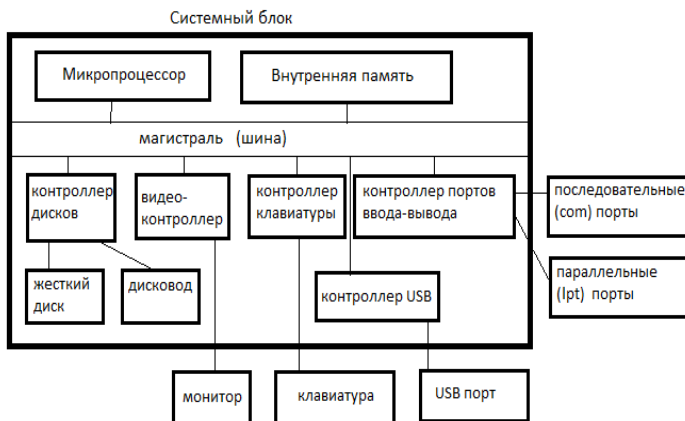 Системный блок
Микропроцессор
Внутренняя память
магистраль (шина)
контроллер
дисков
видео-
контроллер
контроллер
клавиатуры
контроллер портов
ввода-вывода
последовательные
(com) порты
жесткий
диск
дисковод
контроллер USB
параллельные
(lpt) порты
монитор
клавиатура
USB порт